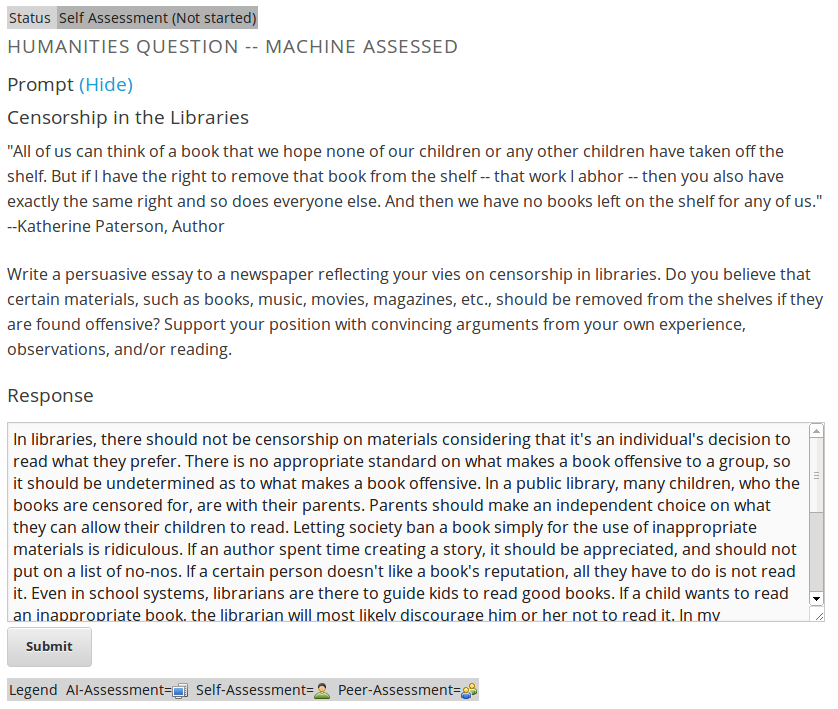 Status Self Assessment (Not started)
HUMANITIES QUESTION -- MACHINE ASSESSED
Prompt (Hide)
Censorship in the Libraries
"All of us can think of a book that we hope none of our children or any other children have taken off the
shelf. But if I have the right to remove that book from the shelf -- that work I abhor -- then you also have
exactly the same right and so does everyone else. And then we have no books left on the shelf for any of us."
--Katherine Paterson, Author
Write a persuasive essay to a newspaper reflecting your vies on censorship in libraries. Do you believe that
certain materials, such as books, music, movies, magazines, etc., should be removed from the shelves if they
are found offensive? Support your position with convincing arguments from your own experience,
observations, and/or reading.
Response
In libraries, there should not be censorship on materials considering that it's an individual's decision to
read what they prefer. There is no appropriate standard on what makes a book offensive to a group, so
it should be undetermined as to what makes a book offensive. In a public library, many children, who the
books are censored for, are with their parents. Parents should make an independent choice on what
they can allow their children to read. Letting society ban a book simply for the use of inappropriate
materials is ridiculous. If an author spent time creating a story, it should be appreciated, and should not
put on a list of no-nos. If a certain person doesn't like a book's reputation, all they have to do is not read
it. Even in school systems, librarians are there to guide kids to read good books. If a child wants to read
an inappropriate book, the librarian will most likely discourage him or her not to read it. In my
Submit
Legend AI-Assessment= Self-Assessment= Peer-Assessment=